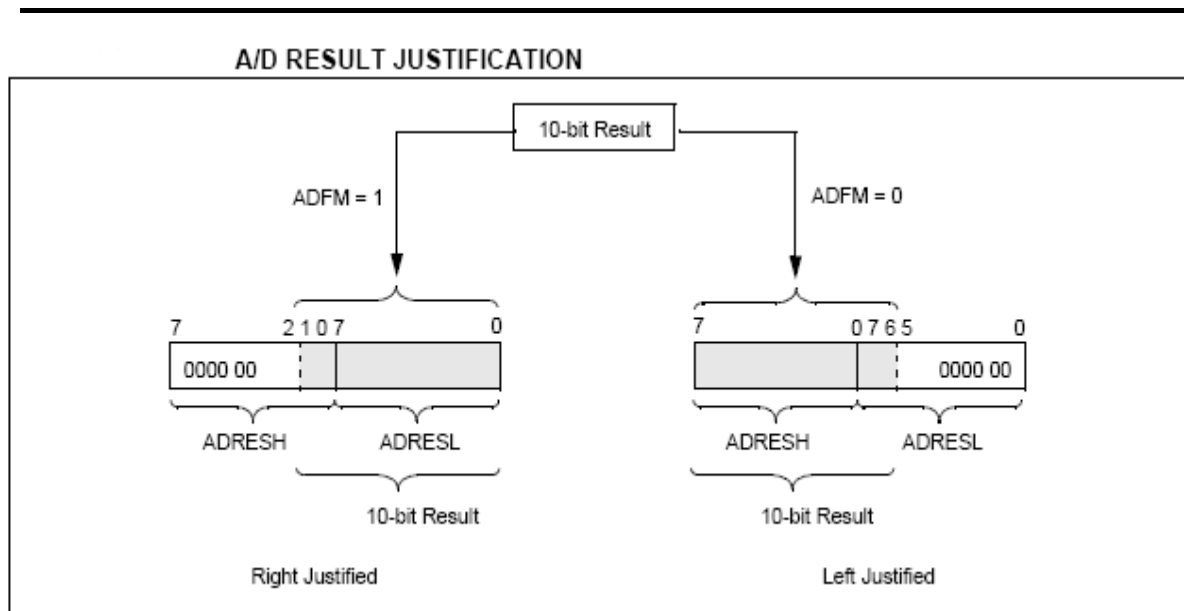 A/D RESULT JUSTIFICATION
10-bit Result
ADFM = 1
ADFM = 0
7 2 1 0 7 0
7 0 7 6 5 0
0000 00
0000 00
ADRESH ADRESL
ADRESH ADRESL
10-bit Result
10-bit Result
Right Justified
Left Justified